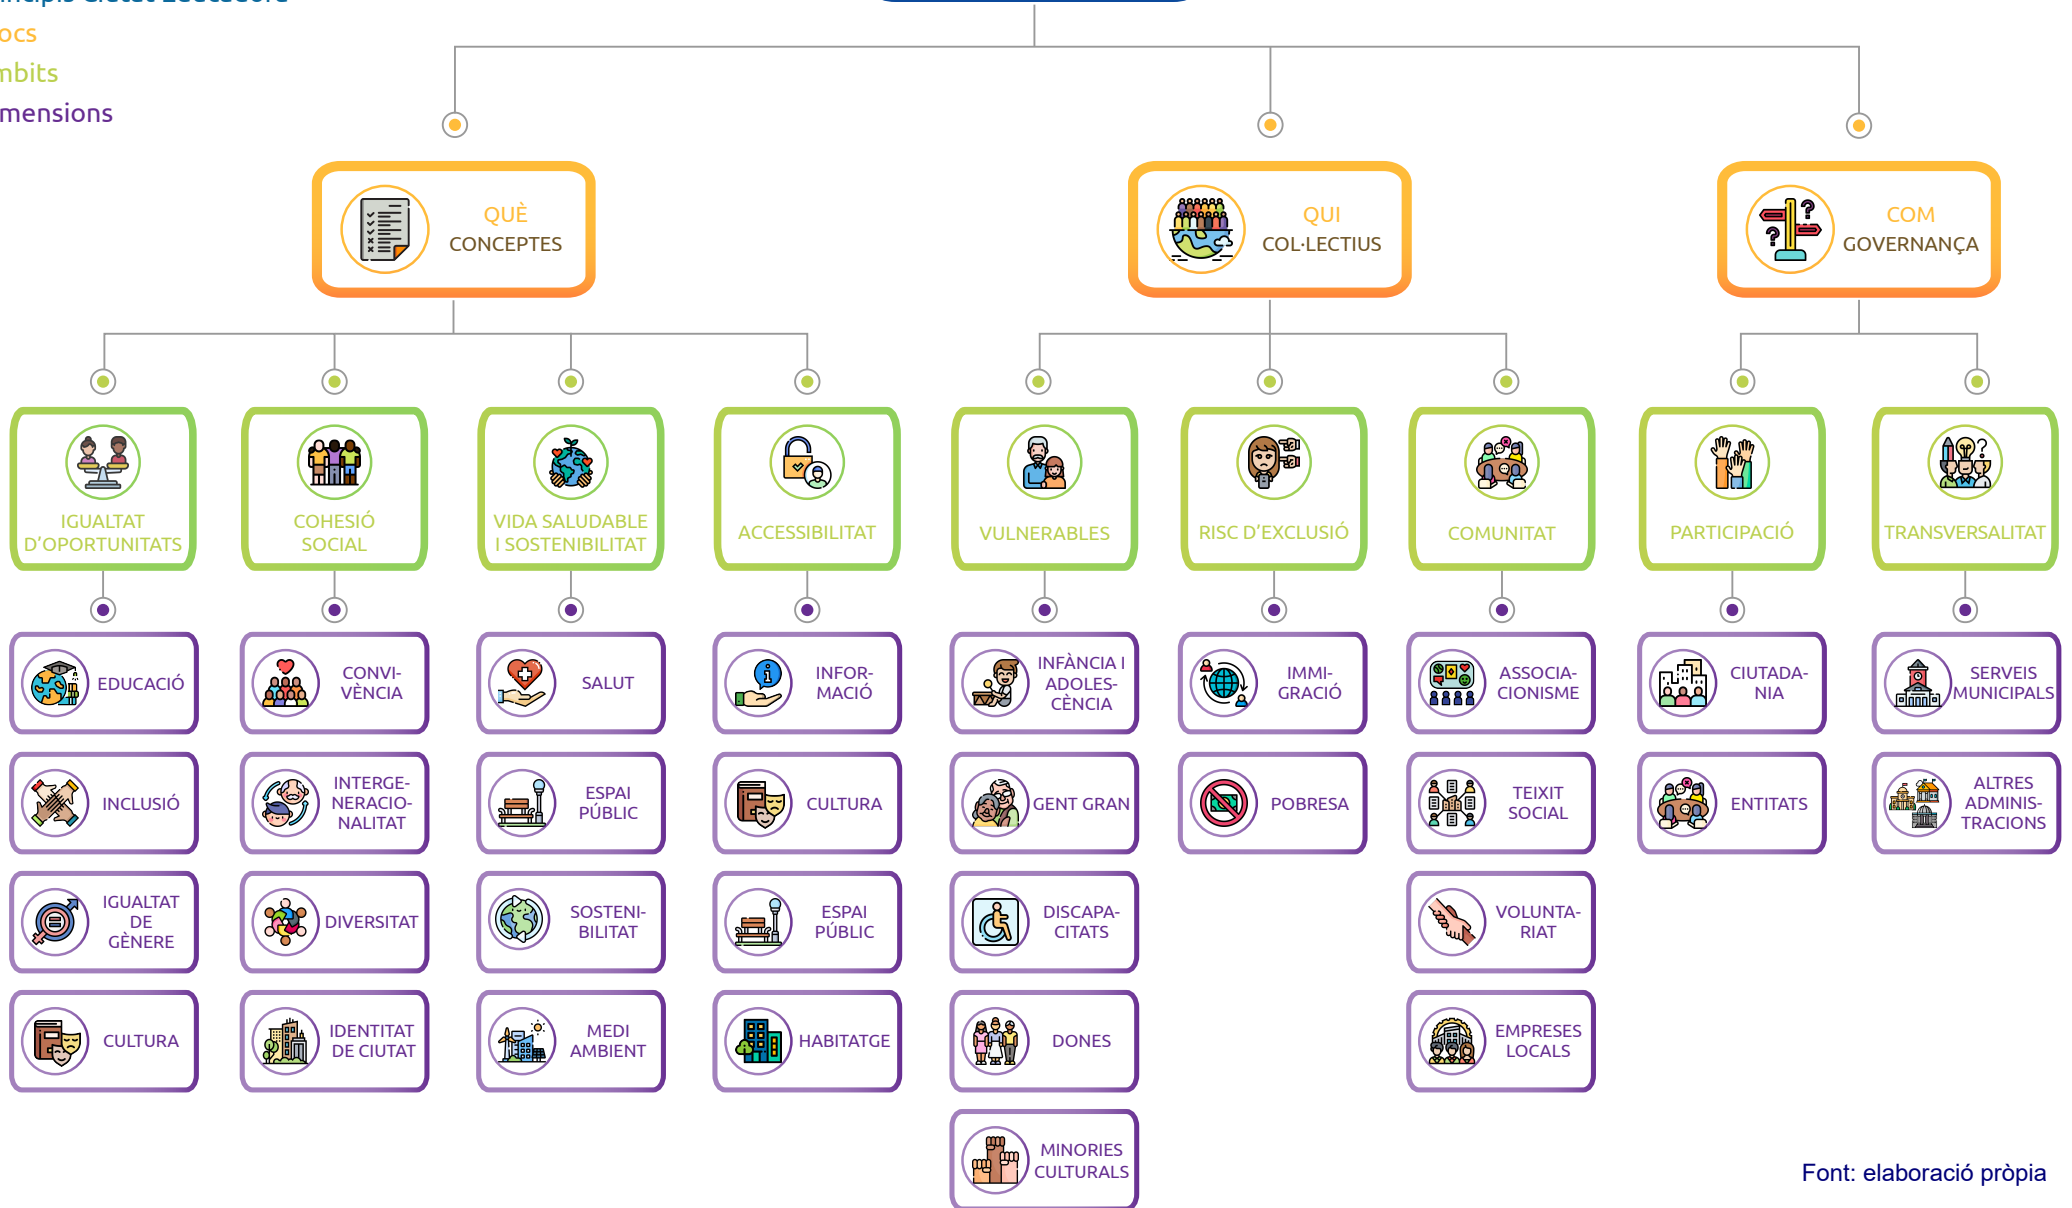 ocs
mbits
mensions
QUÈ
CONCEPTES
QUI
COL·LECTIUS
COM
GOVERNANÇA
IGUALTAT
D'OPORTUNITATS
COHESIÓ
SOCIAL
VIDA SALUDABLE
I SOSTENIBILITAT
ACCESSIBILITAT
VULNERABLES
RISC D'EXCLUSIÓ
COMUNITAT
PARTICIPACIÓ
TRANSVERSALITAT
EDUCACIÓ
CONVI-
VÈNCIA
SALUT
INFOR-
MACIÓ
INFÀNCIA I
ADOLES-
CÈNCIA
IMMI-
GRACIÓ
ASSOCIA-
CIONISME
CIUTADA-
NIA
SERVEIS
MUNICIPALS
INCLUSIÓ
INTERGE-
NERACIO-
NALITAT
ESPAI
PÚBLIC
CULTURA
GENT GRAN
POBRESA
TEIXIT
SOCIAL
ENTITATS
ALTRES
ADMINIS-
TRACIONS
IGUALTAT
DE
GÈNERE
DIVERSITAT
SOSTENI-
BILITAT
ESPAI
PÚBLIC
DISCAPA-
CITATS
VOLUNTA-
RIAT
CULTURA
IDENTITAT
DE CIUTAT
MEDI
AMBIENT
HABITATGE
DONES
EMPRESES
LOCALS
MINORIES
CULTURALS
Font: elaboració pròpia